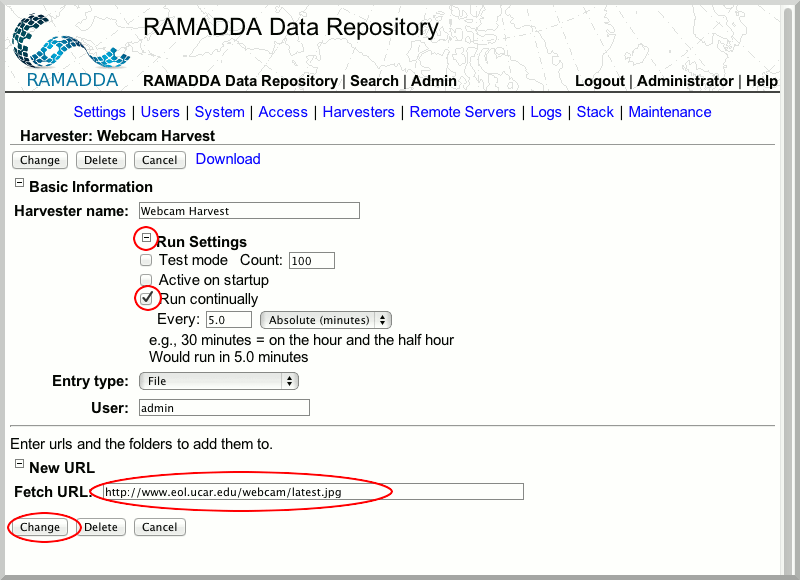 RAMADDA Data Repository
RAMADDA
RAMADDA Data Repository | Search | Admin
Logout | Administrator | Help
Settings | Users | System | Access | Harvesters | Remote Servers | Logs | Stack | Maintenance
Harvester: Webcam Harvest
Change Delete Cancel Download
Basic Information
Harvester name: Webcam Harvest
Run Settings
Test mode Count: 100
Active on startup
Run continually
Every: 5.0 Absolute (minutes)
e.g., 30 minutes = on the hour and the half hour
Would run in 5.0 minutes
Entry type: File
User: admin
Enter urls and the folders to add them to.
New URL
Fetch URL: http://www.eol.ucar.edu/webcam/latest.jpg
Change Delete Cancel